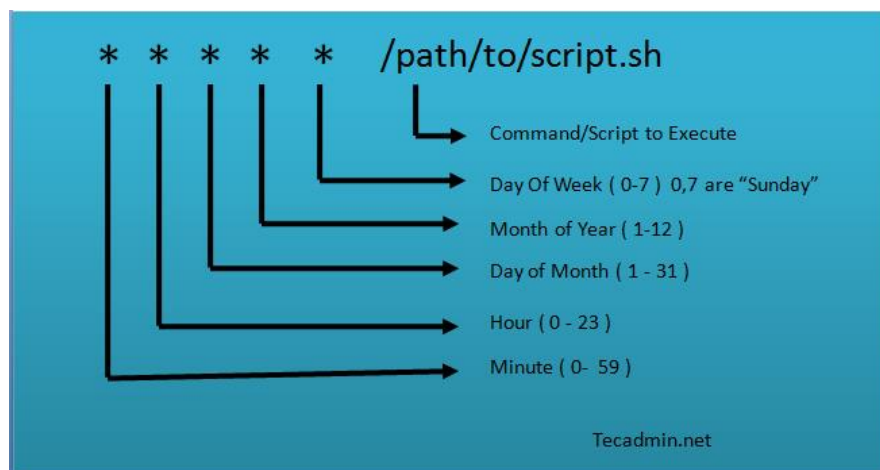 * * * * * /path/to/script.sh
Command/Script to Execute
Day Of Week ( 0-7 ) 0,7 are “Sunday”
Month of Year ( 1-12 )
Day of Month ( 1 - 31 )
Hour ( 0 - 23 )
Minute ( 0- 59 )
Tecadmin.net